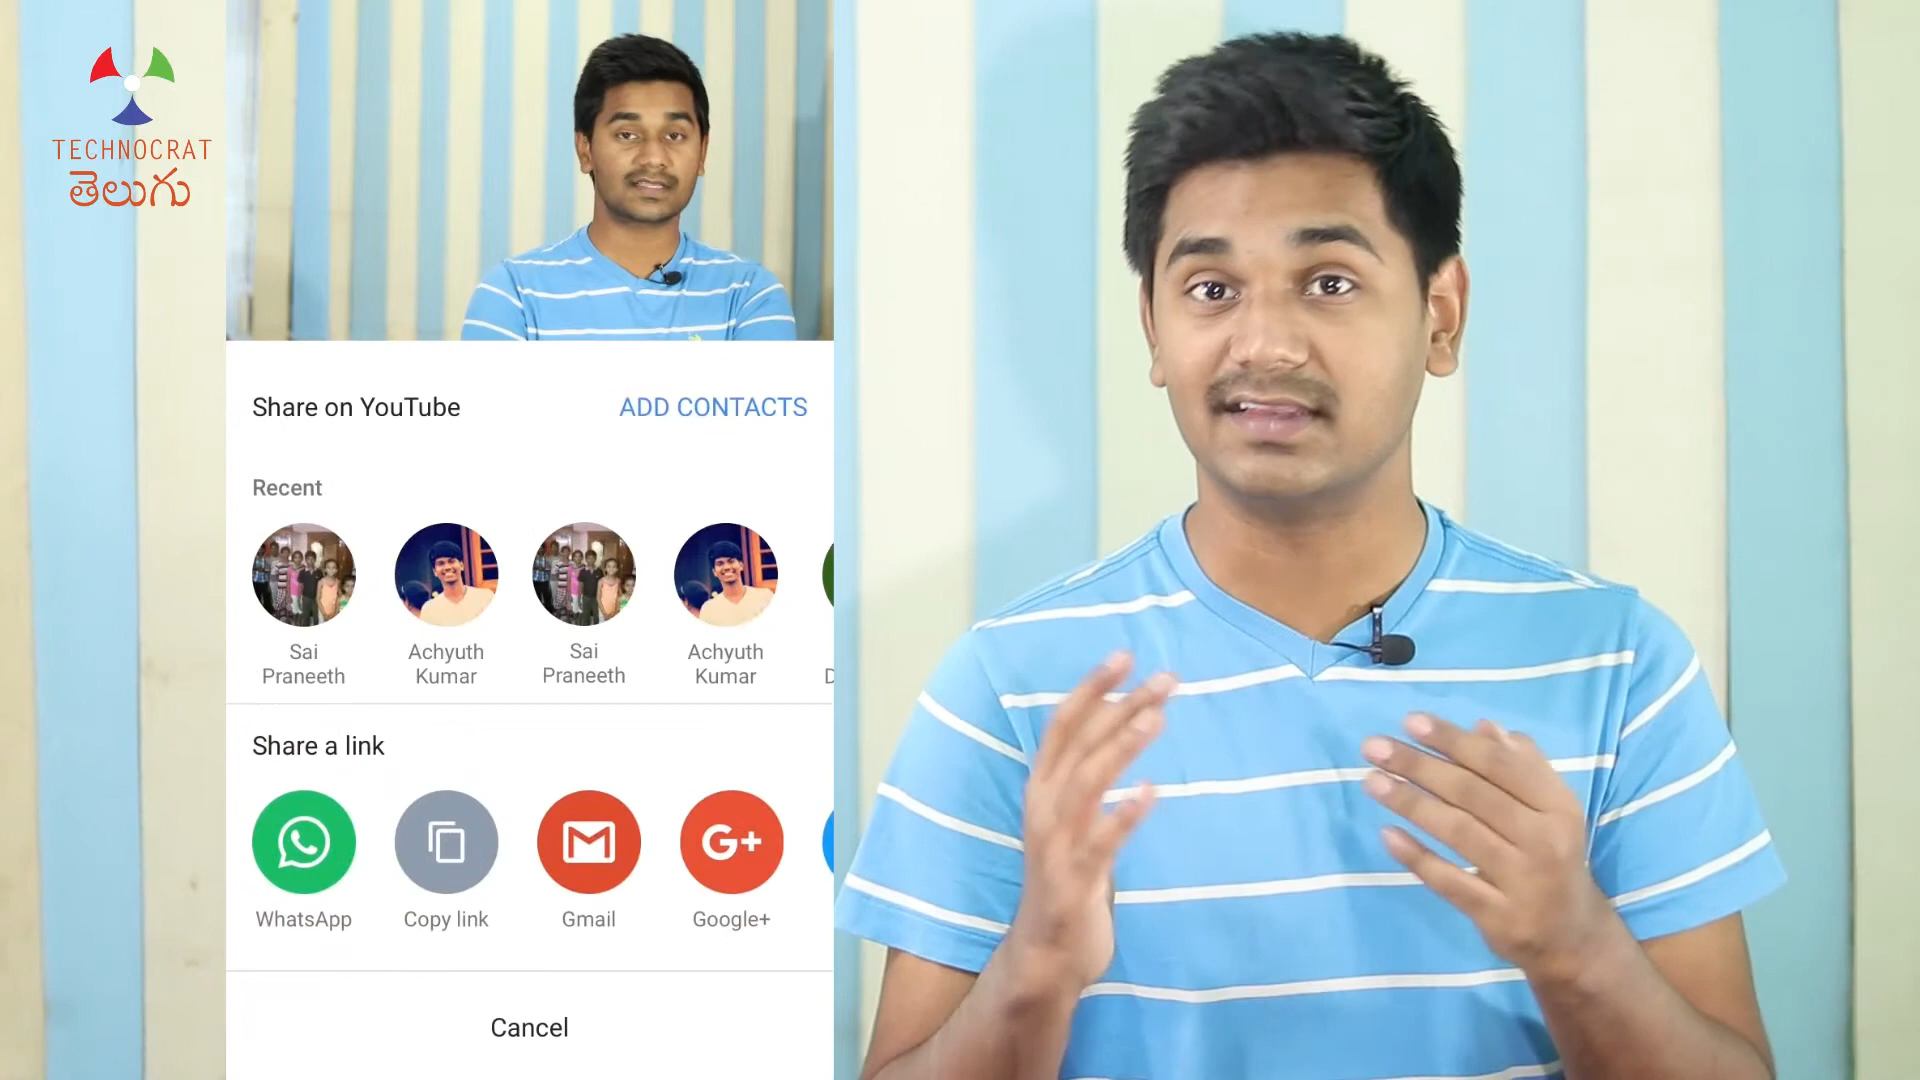 TECHNOCRAT
తెలుగు
Share on YouTube
ADD CONTACTS
Recent
Sai
Praneeth
Achyuth
Kumar
Sai
Praneeth
Achyuth
Kumar
Share a link
WhatsApp
Copy link
Gmail
G+
Google+
Cancel